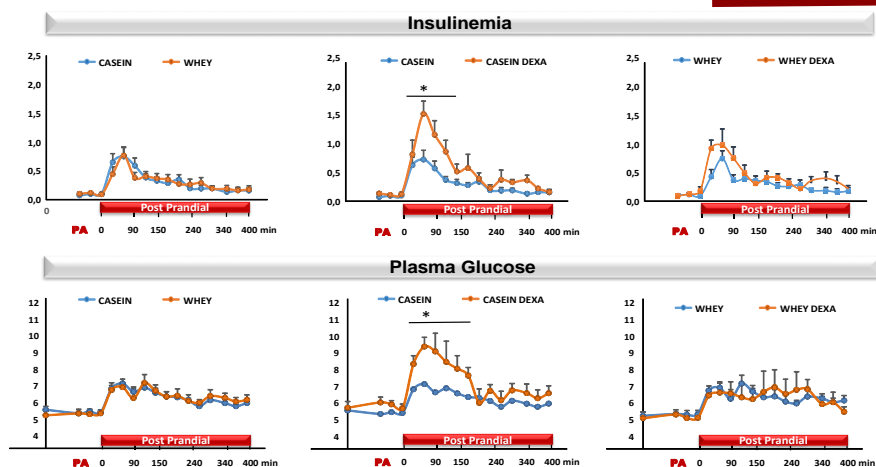 Insulinemia
2,5
2,0
1,5
1,0
0,5
0,0
0
CASEIN WHEY
Post Prandial
PA 0 90 150 240 340 400 min
2,5
2,0
1,5
1,0
0,5
0,0
CASEIN CASEIN DEXA
*
Post Prandial
PA 0 90 150 240 340 400 min
2,5
2,0
1,5
1,0
0,5
0,0
WHEY WHEY DEXA
Post Prandial
PA 0 90 150 240 340 400 min
Plasma Glucose
12
11
10
9
8
7
6
5
4
CASEIN WHEY
Post Prandial
PA 0 90 150 240 340 400 min
12
11
10
9
8
7
6
5
4
CASEIN CASEIN DEXA
*
Post Prandial
PA 0 90 150 240 340 400 min
12
11
10
9
8
7
6
5
4
WHEY WHEY DEXA
Post Prandial
PA 0 90 150 240 340 400 min